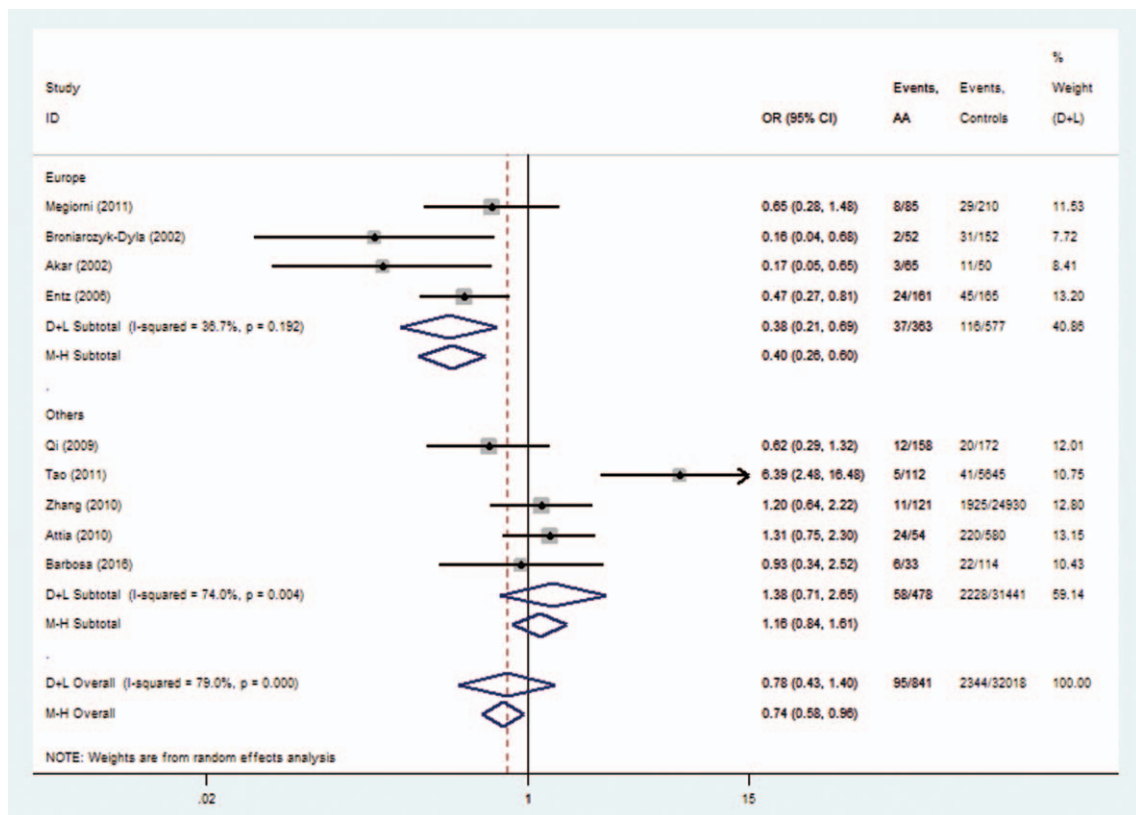 %
Study Events, Events, Weight
ID OR (95% CI) AA Controls (D+L)
Europe
Megiorni (2011) 0.65 (0.28, 1.48) 8/85 29/210 11.53
Broniarczyk-Dyla (2002) 0.16 (0.04, 0.68) 2/52 31/152 7.72
Akar (2002) 0.17 (0.05, 0.65) 3/65 11/50 8.41
Entz (2006) 0.47 (0.27, 0.81) 24/161 45/165 13.20
D+L Subtotal (I-squared = 36.7%, p = 0.192) 0.38 (0.21, 0.69) 37/363 116/577 40.86
M-H Subtotal 0.40 (0.26, 0.60)
.
Others
Qi (2009) 0.62 (0.29, 1.32) 12/158 20/172 12.01
Tao (2011) 6.39 (2.48, 16.48) 5/112 41/5645 10.75
Zhang (2010) 1.20 (0.64, 2.22) 11/121 1925/24930 12.80
Attia (2010) 1.31 (0.75, 2.30) 24/54 220/580 13.15
Barbosa (2016) 0.93 (0.34, 2.52) 6/33 22/114 10.43
D+L Subtotal (I-squared = 74.0%, p = 0.004) 1.38 (0.71, 2.65) 58/478 2228/31441 59.14
M-H Subtotal 1.16 (0.84, 1.61)
.
D+L Overall (I-squared = 79.0%, p = 0.000) 0.78 (0.43, 1.40) 95/841 2344/32018 100.00
M-H Overall 0.74 (0.58, 0.96)
NOTE: Weights are from random effects analysis
.02 1 15